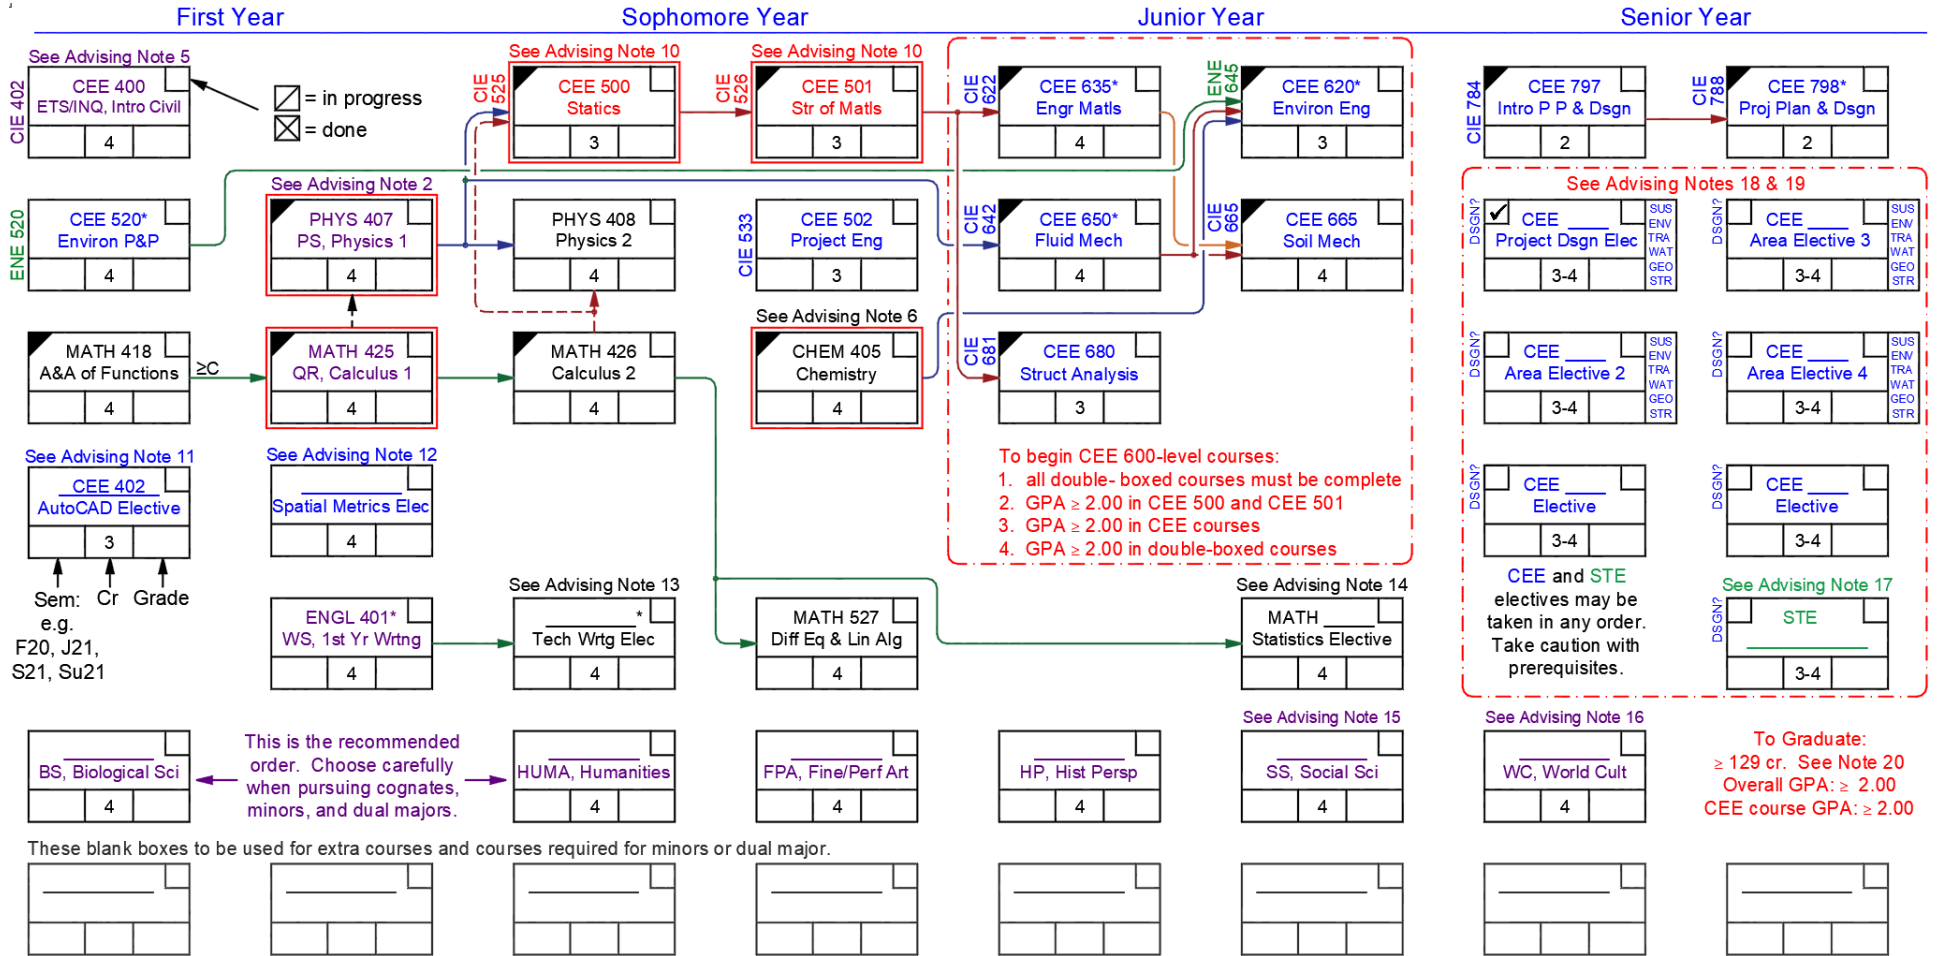 First Year
Sophomore Year
Junior Year
Senior Year
See Advising Note 5
CIE 402
CEE 400
ETS/INQ, Intro Civil
4
= in progress
= done
See Advising Note 10
CIE 525
CEE 500
Statics
3
See Advising Note 10
CIE 526
CEE 501
Str of Matls
3
CIE 622
CEE 635*
Engr Matls
4
ENE 645
CEE 620*
Environ Eng
3
CIE 784
CEE 797
Intro P P & Dsgn
2
CIE 788
CEE 798*
Proj Plan & Dsgn
2
ENE 520
CEE 520*
Environ P&P
4
See Advising Note 2
PHYS 407
PS, Physics 1
4
PHYS 408
Physics 2
4
CIE 533
CEE 502
Project Eng
3
CIE 642
CEE 650*
Fluid Mech
4
CIE 665
CEE 665
Soil Mech
4
See Advising Notes 18 & 19
DSGN?
✓
CEE ____
Project Dsgn Elec
3-4
SUS
ENV
TRA
WAT
GEO
STR
DSGN?
CEE ____
Area Elective 3
3-4
SUS
ENV
TRA
WAT
GEO
STR
MATH 418
A&A of Functions
4
≥C
MATH 425
QR, Calculus 1
4
MATH 426
Calculus 2
4
See Advising Note 6
CHEM 405
Chemistry
4
CIE 681
CEE 680
Struct Analysis
3
DSGN?
CEE ____
Area Elective 2
3-4
SUS
ENV
TRA
WAT
GEO
STR
DSGN?
CEE ____
Area Elective 4
3-4
SUS
ENV
TRA
WAT
GEO
STR
See Advising Note 11
CEE 402
AutoCAD Elective
3
See Advising Note 12
Spatial Metrics Elec
4
To begin CEE 600-level courses:
1. all double- boxed courses must be complete
2. GPA ≥ 2.00 in CEE 500 and CEE 501
3. GPA ≥ 2.00 in CEE courses
4. GPA ≥ 2.00 in double-boxed courses
DSGN?
CEE ____
Elective
3-4
DSGN?
CEE ____
Elective
3-4
Sem:
e.g.
F20, J21,
S21, Su21
Cr
Grade
ENGL 401*
WS, 1st Yr Wrtng
4
See Advising Note 13
_________*
Tech Wrtg Elec
4
MATH 527
Diff Eq & Lin Alg
4
See Advising Note 14
MATH _____
Statistics Elective
4
CEE and STE
electives may be
taken in any order.
Take caution with
prerequisites.
See Advising Note 17
DSGN?
STE
3-4
BS, Biological Sci
4
This is the recommended
order. Choose carefully
when pursuing cognates,
minors, and dual majors.
HUMA, Humanities
4
FPA, Fine/Perf Art
4
HP, Hist Persp
4
See Advising Note 15
SS, Social Sci
4
See Advising Note 16
WC, World Cult
4
To Graduate:
≥ 129 cr. See Note 20
Overall GPA: ≥ 2.00
CEE course GPA: ≥ 2.00
These blank boxes to be used for extra courses and courses required for minors or dual major.